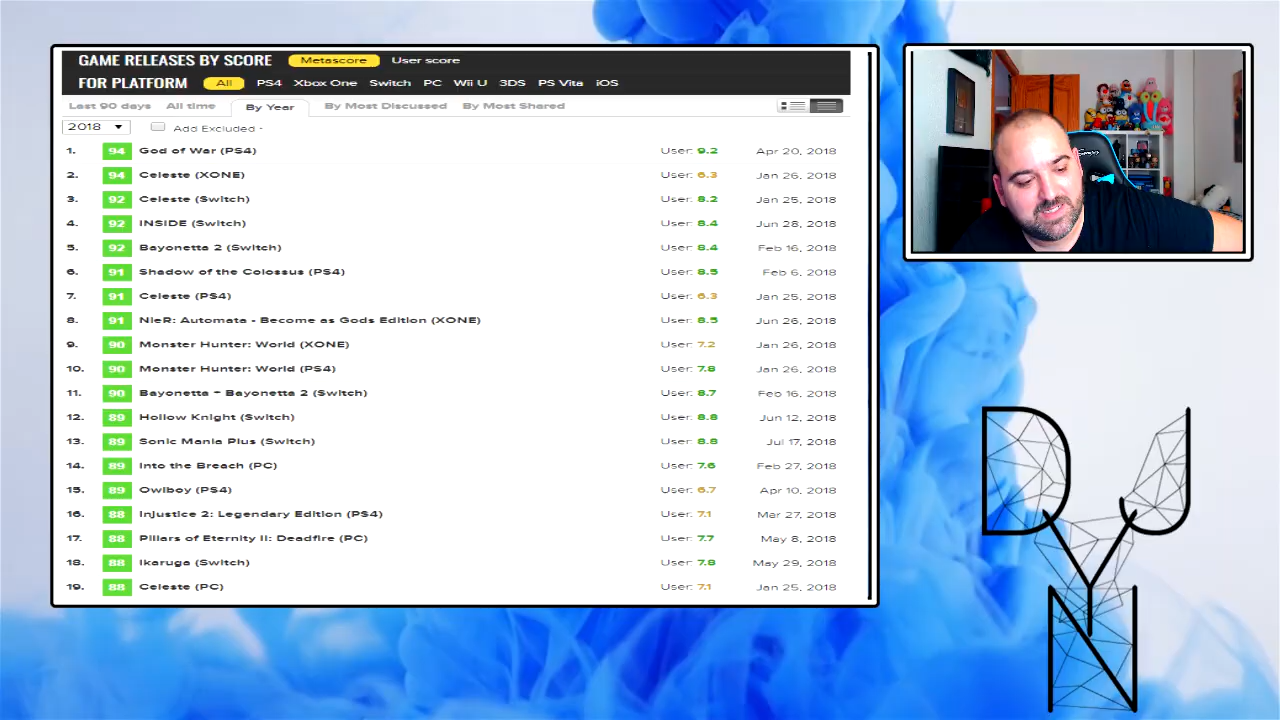 GAME RELEASES BY SCORE Metascore User score
FOR PLATFORM All PS4 Xbox One Switch PC Wii U 3DS PS Vita iOS
Last 90 days All time By Year By Most Discussed By Most Shared
2018 Add Excluded
1. 94 God of War (PS4) User: 9.2 Apr 20, 2018
2. 94 Celeste (XONE) User: 6.3 Jan 26, 2018
3. 92 Celeste (Switch) User: 8.2 Jan 25, 2018
4. 92 INSIDE (Switch) User: 8.4 Jun 28, 2018
5. 92 Bayonetta 2 (Switch) User: 8.4 Feb 16, 2018
6. 91 Shadow of the Colossus (PS4) User: 8.5 Feb 6, 2018
7. 91 Celeste (PS4) User: 6.3 Jan 25, 2018
8. 91 NieR: Automata - Become as Gods Edition (XONE) User: 8.5 Jun 26, 2018
9. 90 Monster Hunter: World (XONE) User: 7.2 Jan 26, 2018
10. 90 Monster Hunter: World (PS4) User: 7.8 Jan 26, 2018
11. 90 Bayonetta + Bayonetta 2 (Switch) User: 8.7 Feb 16, 2018
12. 89 Hollow Knight (Switch) User: 8.8 Jun 12, 2018
13. 89 Sonic Mania Plus (Switch) User: 8.8 Jul 17, 2018
14. 89 Into the Breach (PC) User: 7.6 Feb 27, 2018
15. 89 Owlboy (PS4) User: 6.7 Apr 10, 2018
16. 88 Injustice 2: Legendary Edition (PS4) User: 7.1 Mar 27, 2018
17. 88 Pillars of Eternity II: Deadfire (PC) User: 7.7 May 8, 2018
18. 88 Ikaruga (Switch) User: 7.8 May 29, 2018
19. 88 Celeste (PC) User: 7.1 Jan 25, 2018
D Y J
N